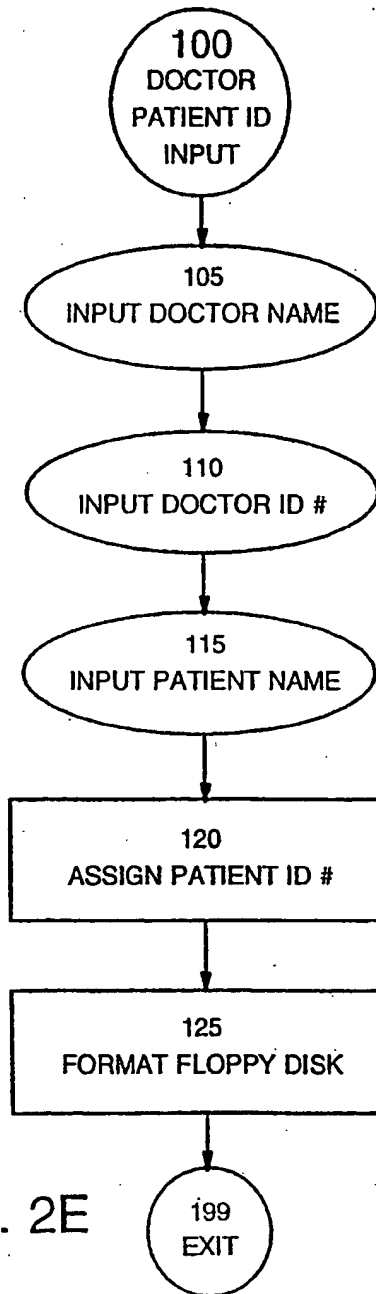 100
DOCTOR
PATIENT ID
INPUT
105
INPUT DOCTOR NAME
110
INPUT DOCTOR ID #
115
INPUT PATIENT NAME
120
ASSIGN PATIENT ID #
125
FORMAT FLOPPY DISK
. 2E
199
EXIT